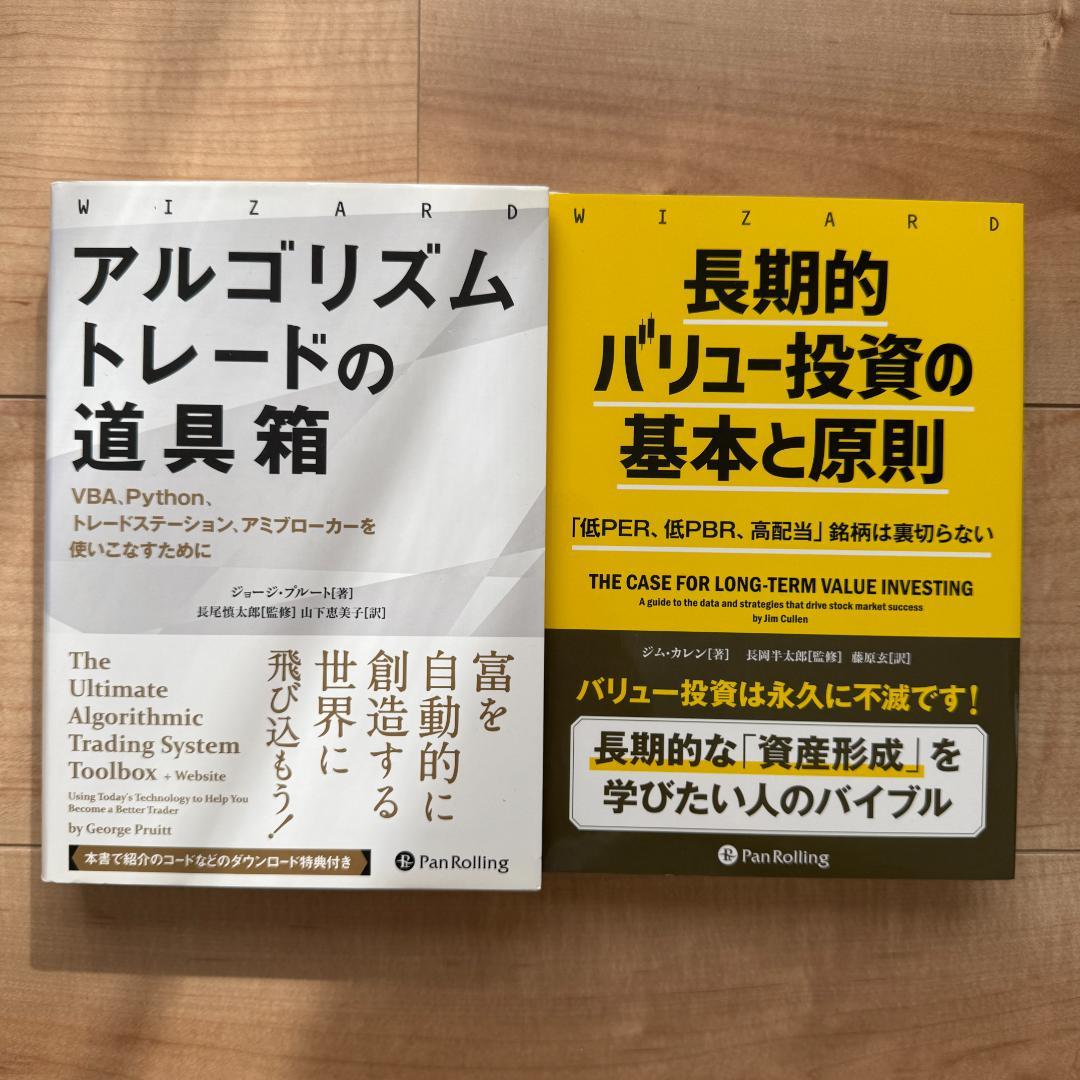 W I Z A R D
アルゴリズム
トレードの
道具箱
VBA、Python、
トレードステーション、アミブローカーを
使いこなすために
ジョージ・プルート[著]
長尾慎太郎[監修] 山下恵美子[訳]
The
Ultimate
Algorithmic
Trading System
Toolbox + Website
Using Today's Technology to Help You
Become a Better Trader
by George Pruitt
富を
自動的に
創造する
世界に
飛び込もう!
本書で紹介のコードなどのダウンロード特典付き
PanRolling
W I Z A R D
長期的
バリュー投資の
基本と原則
「低PER、低PBR、高配当」銘柄は裏切らない
THE CASE FOR LONG-TERM VALUE INVESTING
A guide to the data and strategies that drive stock market success
by Jim Cullen
ジム・カレン[著] 長岡半太郎[監修] 藤原玄[訳]
バリュー投資は永久に不滅です!
長期的な「資産形成」を
学びたい人のバイブル
PanRolling